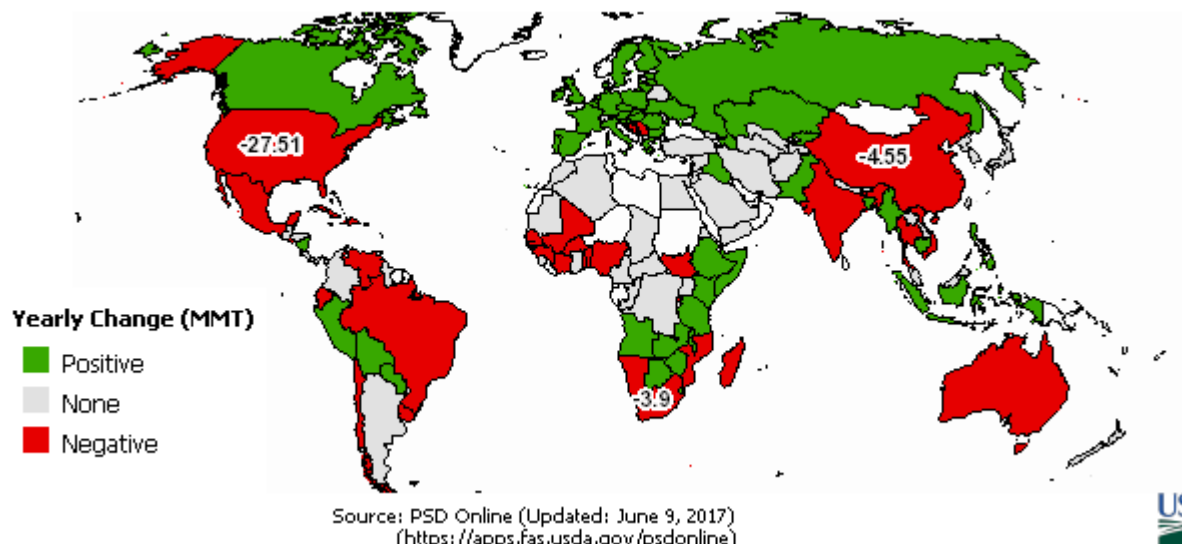 -27.51
-4.55
-3.9
Yearly Change (MMT)
Positive
None
Negative
Source: PSD Online (Updated: June 9, 2017)
(https://apps.fas.usda.gov/psdonline)
US